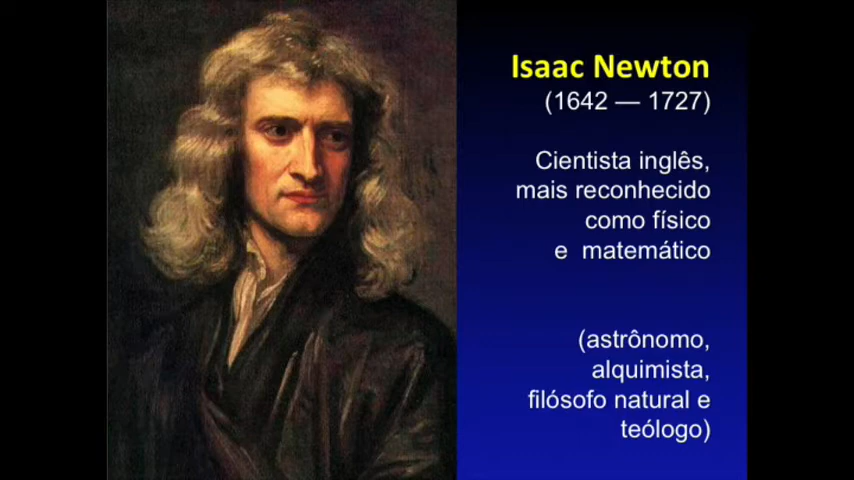 Isaac Newton
(1642 — 1727)
Cientista inglês,
mais reconhecido
como físico
e matemático
(astrônomo,
alquimista,
filósofo natural e
teólogo)